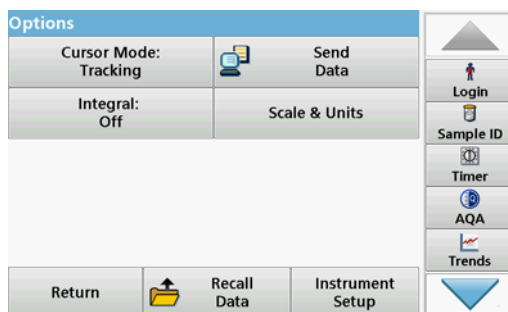 Options
Cursor Mode:
Tracking
Send
Data
Integral:
Off
Scale & Units
Return
Recall
Data
Instrument
Setup
Login
Sample ID
Timer
AQA
Trends